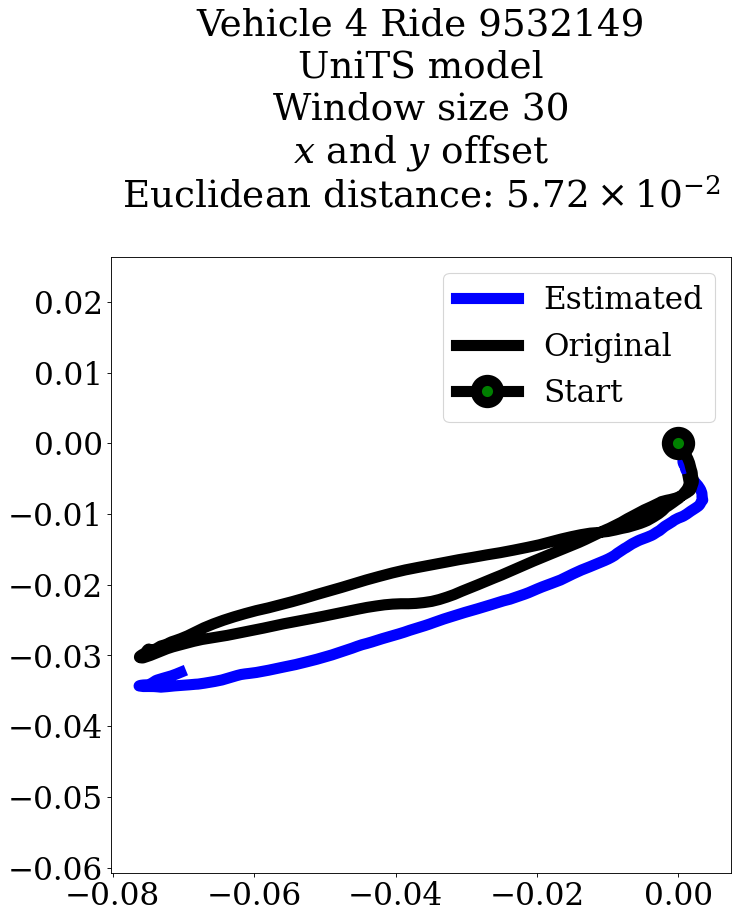 Vehicle 4 Ride 9532149
UniTS model
Window size 30
x and y offset
Euclidean distance: 5.72 × 10⁻²
Estimated
Original
Start
0.02
0.01
0.00
−0.01
−0.02
−0.03
−0.04
−0.05
−0.06
−0.08 −0.06 −0.04 −0.02 0.00